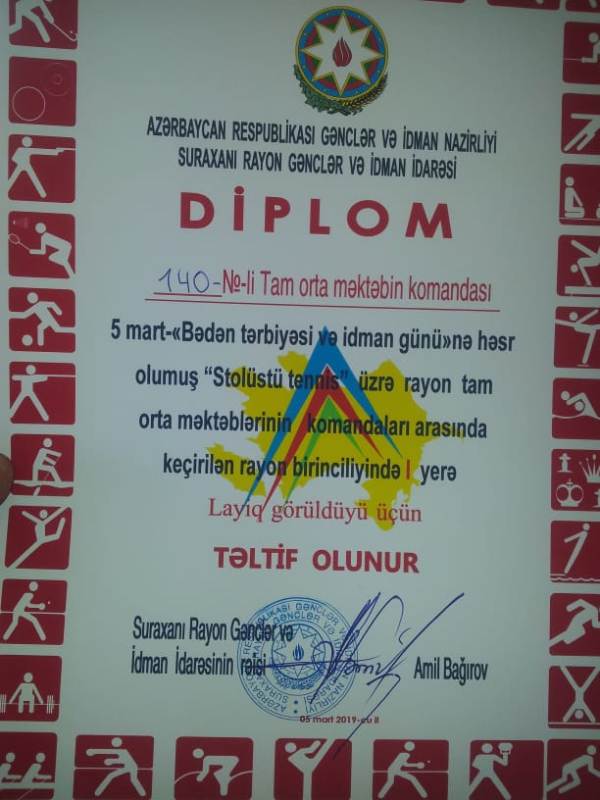 AZƏRBAYCAN RESPUBLİKASI GƏNCLƏR VƏ İDMAN NAZİRLİYİ
SURAXANI RAYON GƏNCLƏR VƏ İDMAN İDARƏSİ
DİPLOM
140-№-li Tam orta məktəbin komandası
5 mart-«Bədən tərbiyəsi və idman günü»nə həsr
olumuş “Stolüstü tennis” üzrə rayon tam
orta məktəblərinin komandaları arasında
keçirilən rayon birinciliyində I yerə
Layiq görüldüyü üçün
TƏLTİF OLUNUR
Suraxanı Rayon Gənclər və
İdman İdarəsinin rəisi
Amil Bağırov
05 mart 2019-cu il